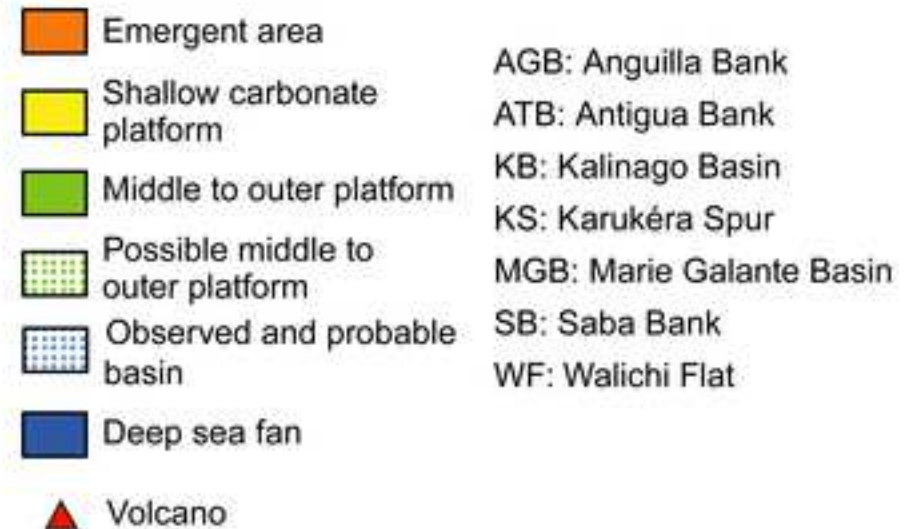 Emergent area
Shallow carbonate
platform
Middle to outer platform
Possible middle to
outer platform
Observed and probable
basin
Deep sea fan
Volcano
AGB: Anguilla Bank
ATB: Antigua Bank
KB: Kalinago Basin
KS: Karukéra Spur
MGB: Marie Galante Basin
SB: Saba Bank
WF: Walichi Flat